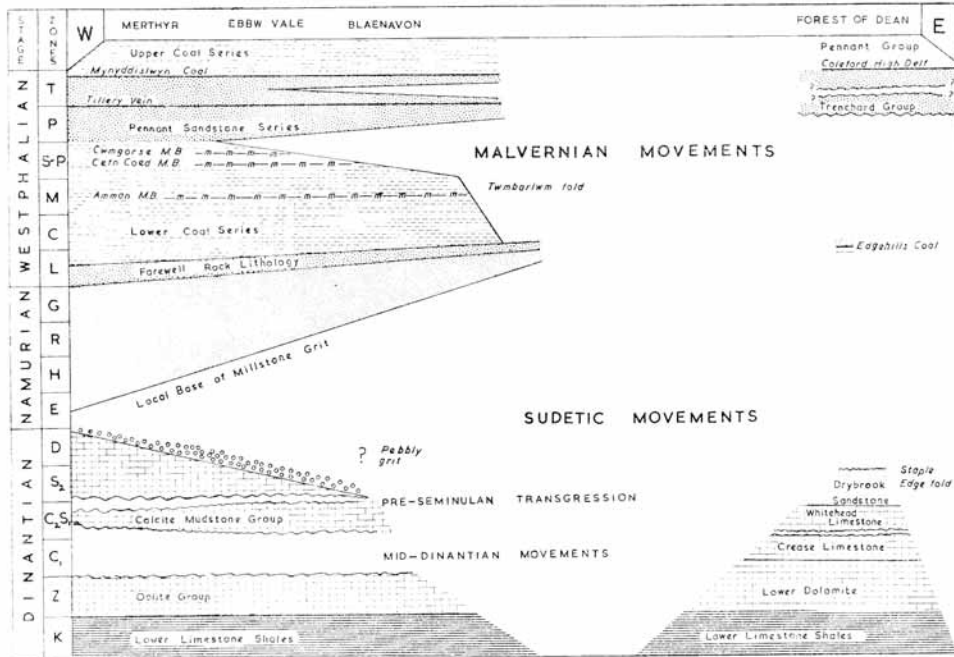 STAGE
ZONES
W
MERTHYR
EBBW VALE
BLAENAVON
FOREST OF DEAN
E
WESTPHALIAN
NAMURIAN
DINANTIAN
T
P
S-P
M
C
L
G
R
H
E
D
S₂
C₂S₁
C₁
Z
K
Upper Coal Series
Mynyddislwyn Coal
Tillery Vein
Pennant Sandstone Series
Cwmgorse M.B.
Cefn Coed M.B.
Amman M.B.
m m m m
m m m m m m
m m m m m m m m m m m
Lower Coal Series
Farewell Rock Lithology
Local Base of Millstone Grit
MALVERNIAN MOVEMENTS
Twmbarlwm fold
Pennant Group
Coleford High Delf
? ?
?
Trenchard Group
Edgehills Coal
SUDETIC MOVEMENTS
? Pebbly
grit
PRE-SEMINULAN TRANSGRESSION
Calcite Mudstone Group
MID-DINANTIAN MOVEMENTS
Oolite Group
Lower Limestone Shales
Staple
Edge fold
Drybrook
Sandstone
Whitehead
Limestone
Crease Limestone
Lower Dolomite
Lower Limestone Shales